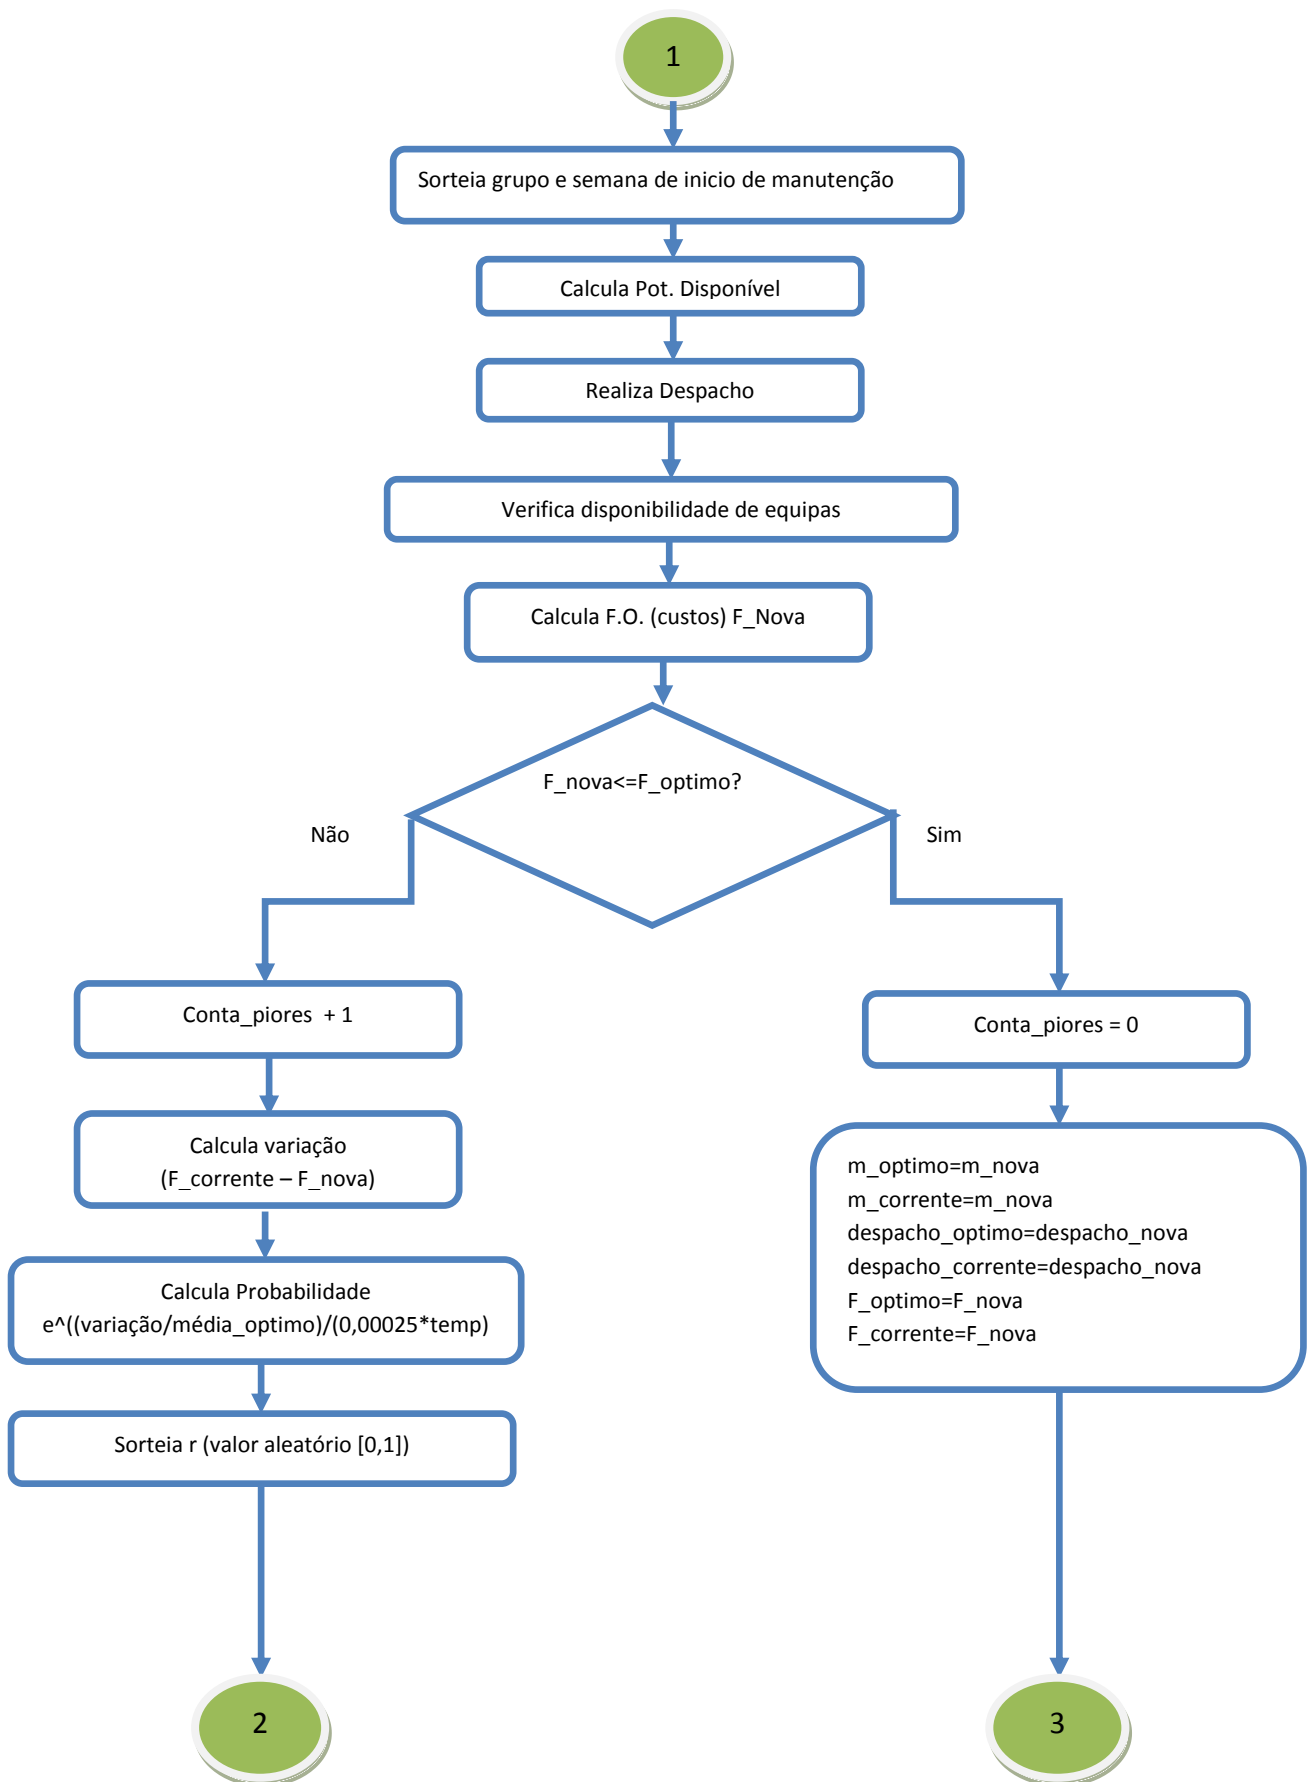 1
Sorteia grupo e semana de inicio de manutenção
Calcula Pot. Disponível
Realiza Despacho
Verifica disponibilidade de equipas
Calcula F.O. (custos) F_Nova
F_nova<=F_optimo?
Não
Sim
Conta_piores + 1
Calcula variação
(F_corrente – F_nova)
Calcula Probabilidade
e^((variação/média_optimo)/(0,00025*temp)
Sorteia r (valor aleatório [0,1])
2
Conta_piores = 0
m_optimo=m_nova
m_corrente=m_nova
despacho_optimo=despacho_nova
despacho_corrente=despacho_nova
F_optimo=F_nova
F_corrente=F_nova
3